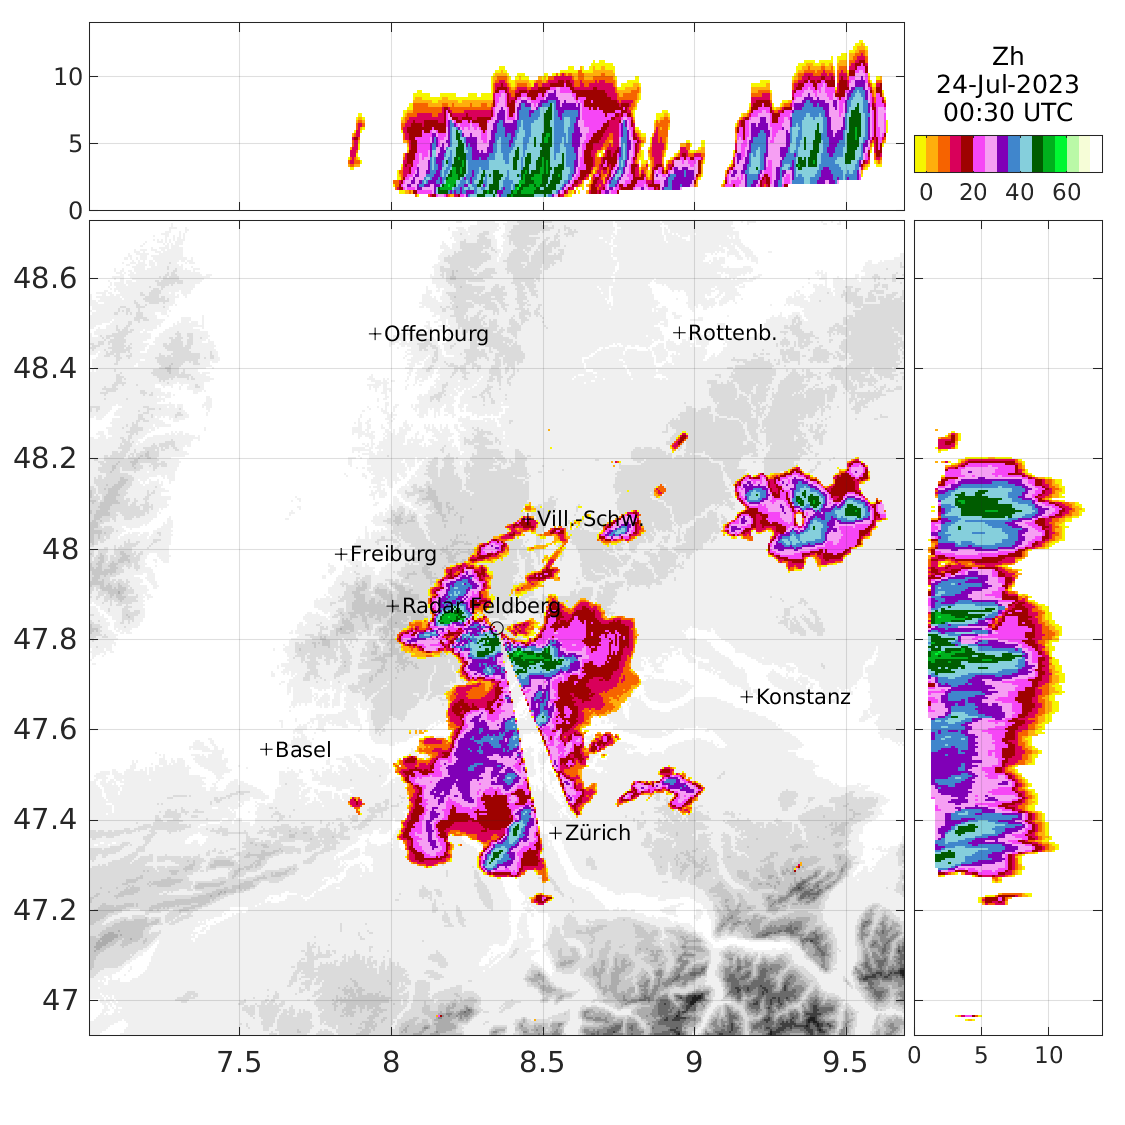 10
5
0
Zh
24-Jul-2023
00:30 UTC
0 20 40 60
48.6
48.4
48.2
48
47.8
47.6
47.4
47.2
47
+Offenburg
+Rottenb.
+Vill.-Schw.
+Freiburg
+Radar Feldberg
+Konstanz
+Basel
+Zürich
7.5 8 8.5 9 9.5
0 5 10